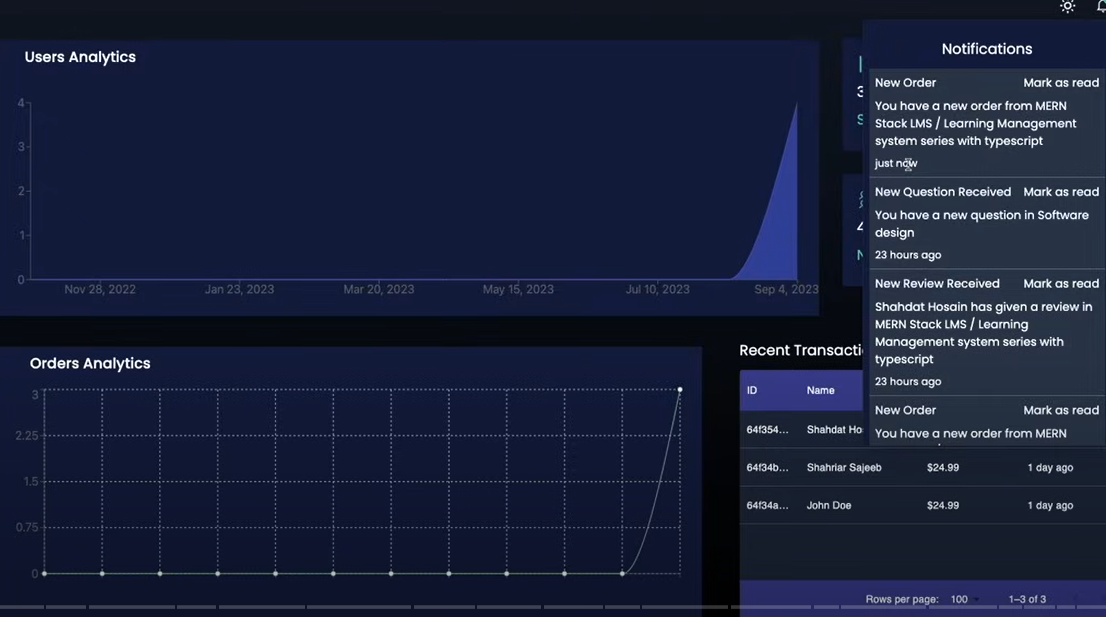 Users Analytics
4
3
2
1
0
Nov 28, 2022 Jan 23, 2023 Mar 20, 2023 May 15, 2023 Jul 10, 2023 Sep 4, 2023
Orders Analytics
3
2.25
1.5
0.75
0
3
S
4
N
Notifications
New Order Mark as read
You have a new order from MERN
Stack LMS / Learning Management
system series with typescript
just now
New Question Received Mark as read
You have a new question in Software
design
23 hours ago
New Review Received Mark as read
Shahdat Hosain has given a review in
MERN Stack LMS / Learning
Management system series with
typescript
23 hours ago
New Order Mark as read
You have a new order from MERN
Recent Transacti
ID Name
64f354... Shahdat Ho
64f34b... Shahriar Sajeeb $24.99 1 day ago
64f34a... John Doe $24.99 1 day ago
Rows per page: 100 1–3 of 3